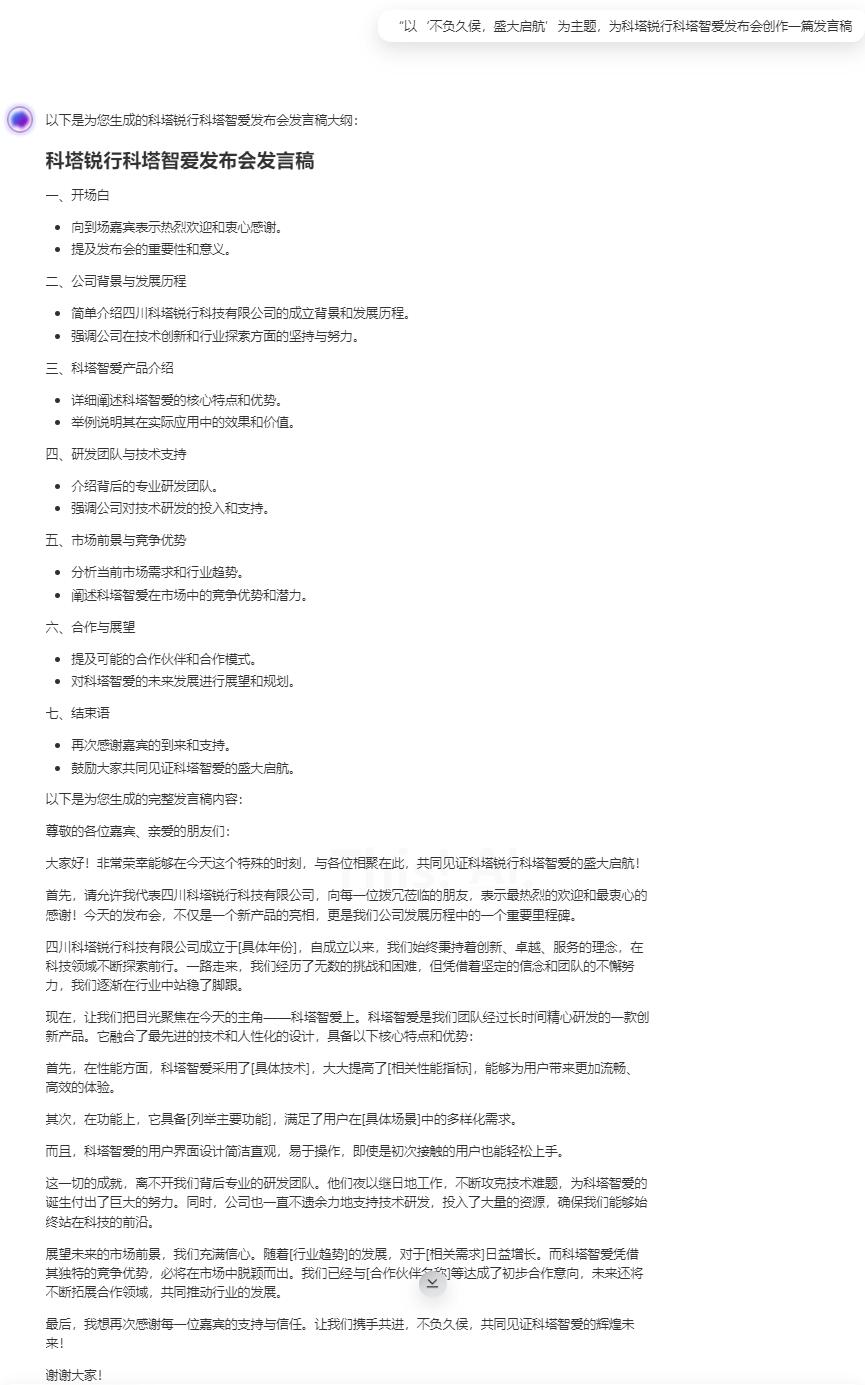 “以‘不负久侯，盛大启航’为主题，为科塔锐行科塔智爱发布会创作一篇发言稿
以下是为您生成的科塔锐行科塔智爱发布会发言稿大纲：
科塔锐行科塔智爱发布会发言稿
一、开场白
向到场嘉宾表示热烈欢迎和衷心感谢。
提及发布会的重要性和意义。
二、公司背景与发展历程
简单介绍四川科塔锐行科技有限公司的成立背景和发展历程。
强调公司在技术创新和行业探索方面的坚持与努力。
三、科塔智爱产品介绍
详细阐述科塔智爱的核心特点和优势。
举例说明其在实际应用中的效果和价值。
四、研发团队与技术支持
介绍背后的专业研发团队。
强调公司对技术研发的投入和支持。
五、市场前景与竞争优势
分析当前市场需求和行业趋势。
阐述科塔智爱在市场中的竞争优势和潜力。
六、合作与展望
提及可能的合作伙伴和合作模式。
对科塔智爱的未来发展进行展望和规划。
七、结束语
再次感谢嘉宾的到来和支持。
鼓励大家共同见证科塔智爱的盛大启航。
以下是为您生成的完整发言稿内容：
尊敬的各位嘉宾、亲爱的朋友们：
大家好！非常荣幸能够在今天这个特殊的时刻，与各位相聚在此，共同见证科塔锐行科塔智爱的盛大启航！
首先，请允许我代表四川科塔锐行科技有限公司，向每一位拨冗莅临的朋友，表示最热烈的欢迎和最衷心的
感谢！今天的发布会，不仅是一个新产品的亮相，更是我们公司发展历程中的一个重要里程碑。
四川科塔锐行科技有限公司成立于[具体年份]，自成立以来，我们始终秉持着创新、卓越、服务的理念，在
科技领域不断探索前行。一路走来，我们经历了无数的挑战和困难，但凭借着坚定的信念和团队的不懈努
力，我们逐渐在行业中站稳了脚跟。
现在，让我们把目光聚焦在今天的主角——科塔智爱上。科塔智爱是我们团队经过长时间精心研发的一款创
新产品。它融合了最先进的技术和人性化的设计，具备以下核心特点和优势：
首先，在性能方面，科塔智爱采用了[具体技术]，大大提高了[相关性能指标]，能够为用户带来更加流畅、
高效的体验。
其次，在功能上，它具备[列举主要功能]，满足了用户在[具体场景]中的多样化需求。
而且，科塔智爱的用户界面设计简洁直观，易于操作，即使是初次接触的用户也能轻松上手。
这一切的成就，离不开我们背后专业的研发团队。他们夜以继日地工作，不断攻克技术难题，为科塔智爱的
诞生付出了巨大的努力。同时，公司也一直不遗余力地支持技术研发，投入了大量的资源，确保我们能够始
终站在科技的前沿。
展望未来的市场前景，我们充满信心。随着[行业趋势]的发展，对于[相关需求]日益增长。而科塔智爱凭借
其独特的竞争优势，必将在市场中脱颖而出。我们已经与[合作伙伴名称]等达成了初步合作意向，未来还将
不断拓展合作领域，共同推动行业的发展。
最后，我想再次感谢每一位嘉宾的支持与信任。让我们携手共进，不负久侯，共同见证科塔智爱的辉煌未
来！
谢谢大家！